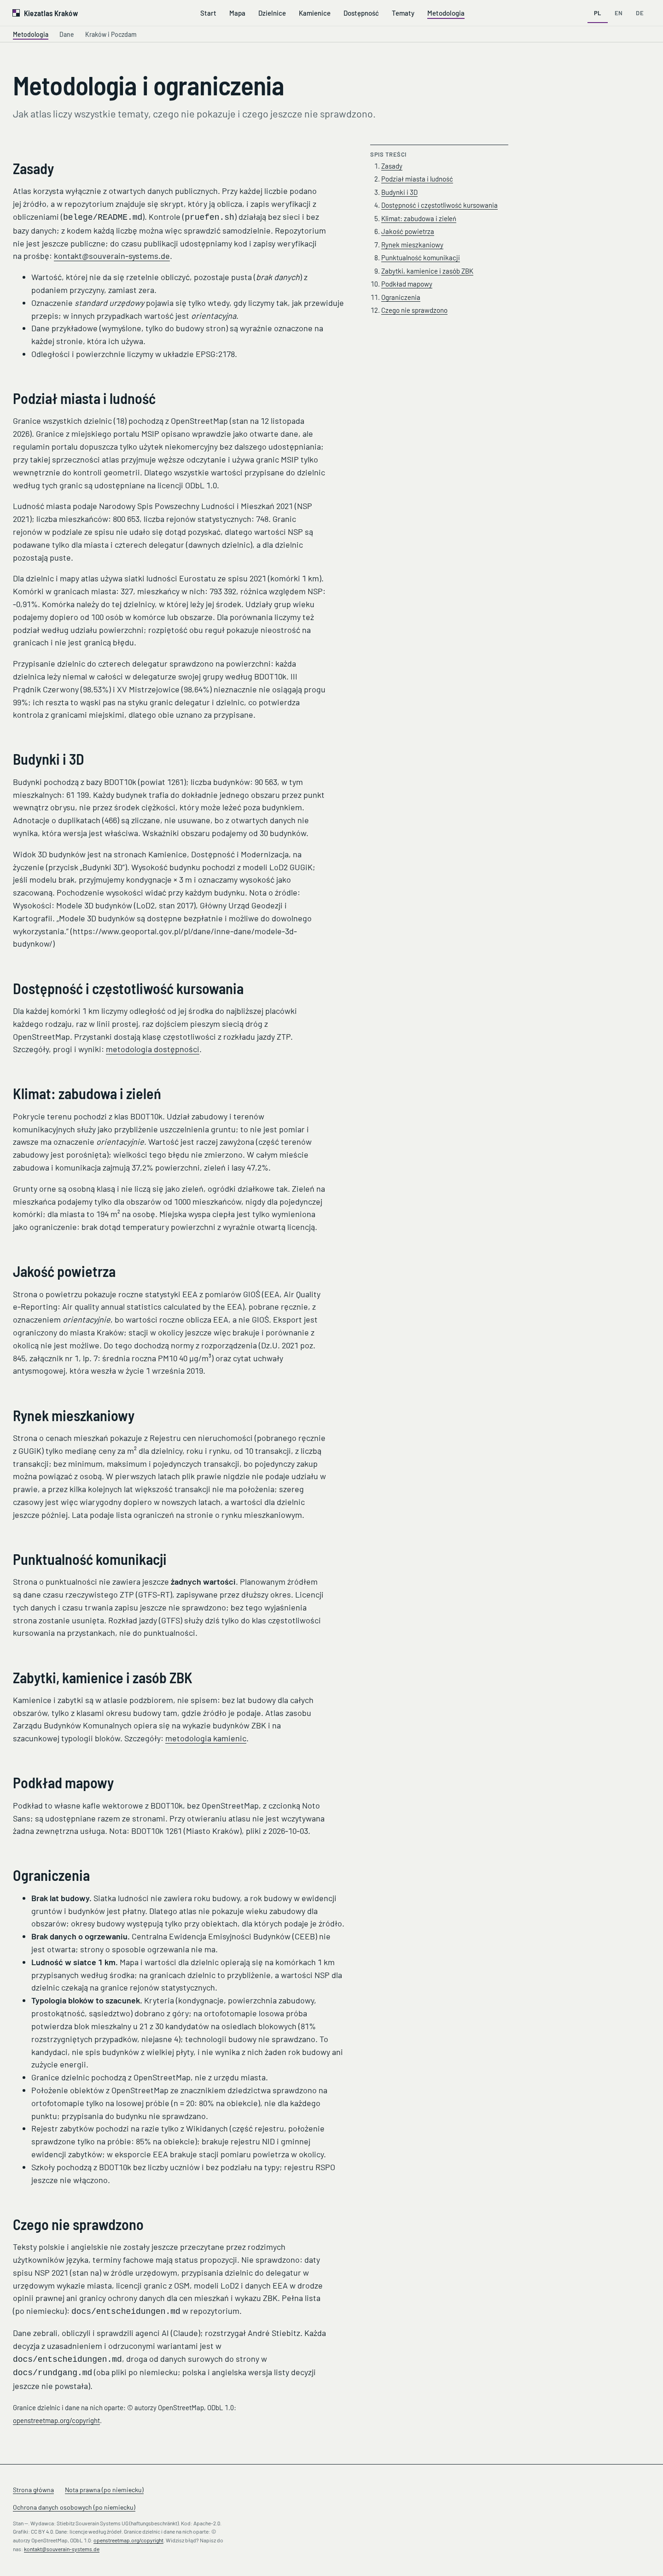 Kiezatlas Kraków
Start Mapa Dzielnice Kamienice Dostępność Tematy Metodologia
PL EN DE
Metodologia Dane Kraków i Poczdam
Metodologia i ograniczenia
Jak atlas liczy wszystkie tematy, czego nie pokazuje i czego jeszcze nie sprawdzono.
SPIS TREŚCI
1. Zasady
2. Podział miasta i ludność
3. Budynki i 3D
4. Dostępność i częstotliwość kursowania
5. Klimat: zabudowa i zieleń
6. Jakość powietrza
7. Rynek mieszkaniowy
8. Punktualność komunikacji
9. Zabytki, kamienice i zasób ZBK
10. Podkład mapowy
11. Ograniczenia
12. Czego nie sprawdzono
Zasady
Atlas korzysta wyłącznie z otwartych danych publicznych. Przy każdej liczbie podano
jej źródło, a w repozytorium znajduje się skrypt, który ją oblicza, i zapis weryfikacji z
obliczeniami (belege/README.md). Kontrole (pruefen.sh) działają bez sieci i bez
bazy danych; z kodem każdą liczbę można więc sprawdzić samodzielnie. Repozytorium
nie jest jeszcze publiczne; do czasu publikacji udostępniamy kod i zapisy weryfikacji
na prośbę: kontakt@souverain-systems.de.
▪ Wartość, której nie da się rzetelnie obliczyć, pozostaje pusta (brak danych) z
podaniem przyczyny, zamiast zera.
▪ Oznaczenie standard urzędowy pojawia się tylko wtedy, gdy liczymy tak, jak przewiduje
przepis; w innych przypadkach wartość jest orientacyjna.
▪ Dane przykładowe (wymyślone, tylko do budowy stron) są wyraźnie oznaczone na
każdej stronie, która ich używa.
▪ Odległości i powierzchnie liczymy w układzie EPSG:2178.
Podział miasta i ludność
Granice wszystkich dzielnic (18) pochodzą z OpenStreetMap (stan na 12 listopada
2026). Granice z miejskiego portalu MSIP opisano wprawdzie jako otwarte dane, ale
regulamin portalu dopuszcza tylko użytek niekomercyjny bez dalszego udostępniania;
przy takiej sprzeczności atlas przyjmuje węższe odczytanie i używa granic MSIP tylko
wewnętrznie do kontroli geometrii. Dlatego wszystkie wartości przypisane do dzielnic
według tych granic są udostępniane na licencji ODbL 1.0.
Ludność miasta podaje Narodowy Spis Powszechny Ludności i Mieszkań 2021 (NSP
2021); liczba mieszkańców: 800 653, liczba rejonów statystycznych: 748. Granic
rejonów w podziale ze spisu nie udało się dotąd pozyskać, dlatego wartości NSP są
podawane tylko dla miasta i czterech delegatur (dawnych dzielnic), a dla dzielnic
pozostają puste.
Dla dzielnic i mapy atlas używa siatki ludności Eurostatu ze spisu 2021 (komórki 1 km).
Komórki w granicach miasta: 327, mieszkańcy w nich: 793 392, różnica względem NSP:
-0,91%. Komórka należy do tej dzielnicy, w której leży jej środek. Udziały grup wieku
podajemy dopiero od 100 osób w komórce lub obszarze. Dla porównania liczymy też
podział według udziału powierzchni; rozpiętość obu reguł pokazuje nieostrość na
granicach i nie jest granicą błędu.
Przypisanie dzielnic do czterech delegatur sprawdzono na powierzchni: każda
dzielnica leży niemal w całości w delegaturze swojej grupy według BDOT10k. III
Prądnik Czerwony (98,53%) i XV Mistrzejowice (98,64%) nieznacznie nie osiągają progu
99%; ich reszta to wąski pas na styku granic delegatur i dzielnic, co potwierdza
kontrola z granicami miejskimi, dlatego obie uznano za przypisane.
Budynki i 3D
Budynki pochodzą z bazy BDOT10k (powiat 1261); liczba budynków: 90 563, w tym
mieszkalnych: 61 199. Każdy budynek trafia do dokładnie jednego obszaru przez punkt
wewnątrz obrysu, nie przez środek ciężkości, który może leżeć poza budynkiem.
Adnotacje o duplikatach (466) są zliczane, nie usuwane, bo z otwartych danych nie
wynika, która wersja jest właściwa. Wskaźniki obszaru podajemy od 30 budynków.
Widok 3D budynków jest na stronach Kamienice, Dostępność i Modernizacja, na
życzenie (przycisk „Budynki 3D”). Wysokość budynku pochodzi z modeli LoD2 GUGiK;
jeśli modelu brak, przyjmujemy kondygnacje × 3 m i oznaczamy wysokość jako
szacowaną. Pochodzenie wysokości widać przy każdym budynku. Nota o źródle:
Wysokości: Modele 3D budynków (LoD2, stan 2017), Główny Urząd Geodezji i
Kartografii. „Modele 3D budynków są dostępne bezpłatnie i możliwe do dowolnego
wykorzystania.” (https://www.geoportal.gov.pl/pl/dane/inne-dane/modele-3d-
budynkow/)
Dostępność i częstotliwość kursowania
Dla każdej komórki 1 km liczymy odległość od jej środka do najbliższej placówki
każdego rodzaju, raz w linii prostej, raz dojściem pieszym siecią dróg z
OpenStreetMap. Przystanki dostają klasę częstotliwości z rozkładu jazdy ZTP.
Szczegóły, progi i wyniki: metodologia dostępności.
Klimat: zabudowa i zieleń
Pokrycie terenu pochodzi z klas BDOT10k. Udział zabudowy i terenów
komunikacyjnych służy jako przybliżenie uszczelnienia gruntu; to nie jest pomiar i
zawsze ma oznaczenie orientacyjnie. Wartość jest raczej zawyżona (część terenów
zabudowy jest porośnięta); wielkości tego błędu nie zmierzono. W całym mieście
zabudowa i komunikacja zajmują 37,2% powierzchni, zieleń i lasy 47,2%.
Grunty orne są osobną klasą i nie liczą się jako zieleń, ogródki działkowe tak. Zieleń na
mieszkańca podajemy tylko dla obszarów od 1000 mieszkańców, nigdy dla pojedynczej
komórki; dla miasta to 194 m² na osobę. Miejska wyspa ciepła jest tylko wymieniona
jako ograniczenie: brak dotąd temperatury powierzchni z wyraźnie otwartą licencją.
Jakość powietrza
Strona o powietrzu pokazuje roczne statystyki EEA z pomiarów GIOŚ (EEA, Air Quality
e-Reporting: Air quality annual statistics calculated by the EEA), pobrane ręcznie, z
oznaczeniem orientacyjnie, bo wartości roczne oblicza EEA, a nie GIOŚ. Eksport jest
ograniczony do miasta Kraków; stacji w okolicy jeszcze więc brakuje i porównanie z
okolicą nie jest możliwe. Do tego dochodzą normy z rozporządzenia (Dz.U. 2021 poz.
845, załącznik nr 1, lp. 7: średnia roczna PM10 40 µg/m³) oraz cytat uchwały
antysmogowej, która weszła w życie 1 września 2019.
Rynek mieszkaniowy
Strona o cenach mieszkań pokazuje z Rejestru cen nieruchomości (pobranego ręcznie
z GUGiK) tylko medianę ceny za m² dla dzielnicy, roku i rynku, od 10 transakcji, z liczbą
transakcji; bez minimum, maksimum i pojedynczych transakcji, bo pojedynczy zakup
można powiązać z osobą. W pierwszych latach plik prawie nigdzie nie podaje udziału w
prawie, a przez kilka kolejnych lat większość transakcji nie ma położenia; szereg
czasowy jest więc wiarygodny dopiero w nowszych latach, a wartości dla dzielnic
jeszcze później. Lata podaje lista ograniczeń na stronie o rynku mieszkaniowym.
Punktualność komunikacji
Strona o punktualności nie zawiera jeszcze żadnych wartości. Planowanym źródłem
są dane czasu rzeczywistego ZTP (GTFS-RT), zapisywane przez dłuższy okres. Licencji
tych danych i czasu trwania zapisu jeszcze nie sprawdzono; bez tego wyjaśnienia
strona zostanie usunięta. Rozkład jazdy (GTFS) służy dziś tylko do klas częstotliwości
kursowania na przystankach, nie do punktualności.
Zabytki, kamienice i zasób ZBK
Kamienice i zabytki są w atlasie podzbiorem, nie spisem: bez lat budowy dla całych
obszarów, tylko z klasami okresu budowy tam, gdzie źródło je podaje. Atlas zasobu
Zarządu Budynków Komunalnych opiera się na wykazie budynków ZBK i na
szacunkowej typologii bloków. Szczegóły: metodologia kamienic.
Podkład mapowy
Podkład to własne kafle wektorowe z BDOT10k, bez OpenStreetMap, z czcionką Noto
Sans; są udostępniane razem ze stronami. Przy otwieraniu atlasu nie jest wczytywana
żadna zewnętrzna usługa. Nota: BDOT10k 1261 (Miasto Kraków), pliki z 2026-10-03.
Ograniczenia
▪ Brak lat budowy. Siatka ludności nie zawiera roku budowy, a rok budowy w ewidencji
gruntów i budynków jest płatny. Dlatego atlas nie pokazuje wieku zabudowy dla
obszarów; okresy budowy występują tylko przy obiektach, dla których podaje je źródło.
▪ Brak danych o ogrzewaniu. Centralna Ewidencja Emisyjności Budynków (CEEB) nie
jest otwarta; strony o sposobie ogrzewania nie ma.
▪ Ludność w siatce 1 km. Mapa i wartości dla dzielnic opierają się na komórkach 1 km
przypisanych według środka; na granicach dzielnic to przybliżenie, a wartości NSP dla
dzielnic czekają na granice rejonów statystycznych.
▪ Typologia bloków to szacunek. Kryteria (kondygnacje, powierzchnia zabudowy,
prostokątność, sąsiedztwo) dobrano z góry; na ortofotomapie losowa próba
potwierdza blok mieszkalny u 21 z 30 kandydatów na osiedlach blokowych (81%
rozstrzygniętych przypadków, niejasne 4); technologii budowy nie sprawdzano. To
kandydaci, nie spis budynków z wielkiej płyty, i nie wynika z nich żaden rok budowy ani
zużycie energii.
▪ Granice dzielnic pochodzą z OpenStreetMap, nie z urzędu miasta.
▪ Położenie obiektów z OpenStreetMap ze znacznikiem dziedzictwa sprawdzono na
ortofotomapie tylko na losowej próbie (n = 20: 80% na obiekcie), nie dla każdego
punktu; przypisania do budynku nie sprawdzano.
▪ Rejestr zabytków pochodzi na razie tylko z Wikidanych (część rejestru, położenie
sprawdzone tylko na próbie: 85% na obiekcie); brakuje rejestru NID i gminnej
ewidencji zabytków; w eksporcie EEA brakuje stacji pomiaru powietrza w okolicy.
▪ Szkoły pochodzą z BDOT10k bez liczby uczniów i bez podziału na typy; rejestru RSPO
jeszcze nie włączono.
Czego nie sprawdzono
Teksty polskie i angielskie nie zostały jeszcze przeczytane przez rodzimych
użytkowników języka, terminy fachowe mają status propozycji. Nie sprawdzono: daty
spisu NSP 2021 (stan na) w źródle urzędowym, przypisania dzielnic do delegatur w
urzędowym wykazie miasta, licencji granic z OSM, modeli LoD2 i danych EEA w drodze
opinii prawnej ani granicy ochrony danych dla cen mieszkań i wykazu ZBK. Pełna lista
(po niemiecku): docs/entscheidungen.md w repozytorium.
Dane zebrali, obliczyli i sprawdzili agenci AI (Claude); rozstrzygał André Stiebitz. Każda
decyzja z uzasadnieniem i odrzuconymi wariantami jest w
docs/entscheidungen.md, droga od danych surowych do strony w
docs/rundgang.md (oba pliki po niemiecku; polska i angielska wersja listy decyzji
jeszcze nie powstała).
Granice dzielnic i dane na nich oparte: © autorzy OpenStreetMap, ODbL 1.0:
openstreetmap.org/copyright.
Strona główna Nota prawna (po niemiecku)
Ochrona danych osobowych (po niemiecku)
Stan –. Wydawca: Stiebitz Souverain Systems UG (haftungsbeschränkt). Kod: Apache-2.0.
Grafiki: CC BY 4.0. Dane: licencje według źródeł. Granice dzielnic i dane na nich oparte: ©
autorzy OpenStreetMap, ODbL 1.0, openstreetmap.org/copyright. Widzisz błąd? Napisz do
nas: kontakt@souverain-systems.de